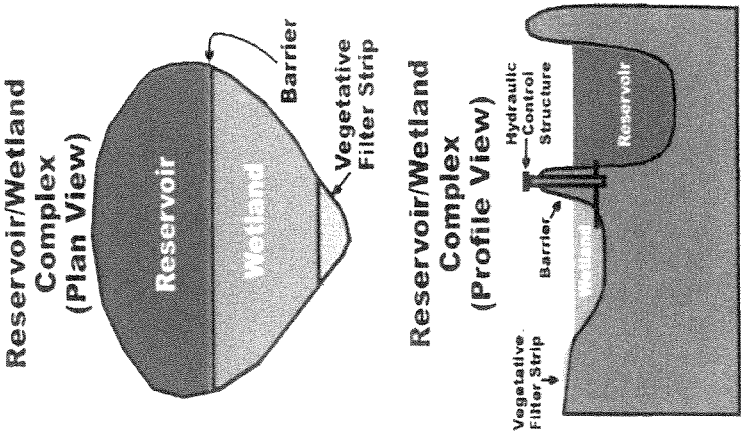 Reservoir/Wetland
Complex
(Plan View)
Reservoir
Wetland
Barrier
Vegetative
Filter Strip
Reservoir/Wetland
Complex
(Profile View)
Vegetative
Filter Strip
Barrier
Wetland
Hydraulic
Control
Structure
Reservoir